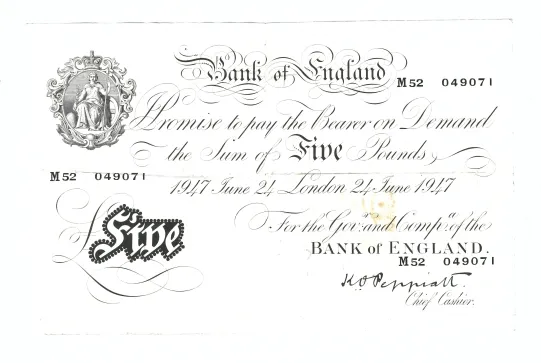 Bank of England
M52 049071
I Promise to pay the Bearer on Demand
the Sum of Five Pounds
M52 049071
1947 June 24 London 24 June 1947
£ Five
For the Govr. and Compa. of the
BANK OF ENGLAND.
M52 049071
K O Peppiatt.
Chief Cashier.